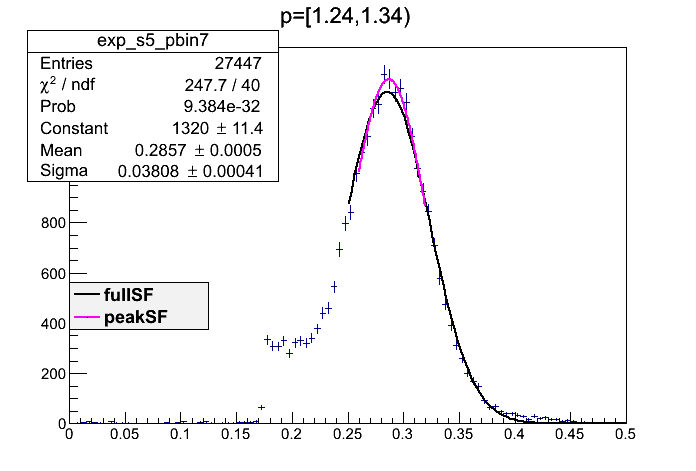 p=[1.24,1.34)
exp_s5_pbin7
Entries 27447
χ² / ndf 247.7 / 40
Prob 9.384e-32
Constant 1320 ± 11.4
Mean 0.2857 ± 0.0005
Sigma 0.03808 ± 0.00041
800
600
fullSF
peakSF
400
200
0
0 0.05 0.1 0.15 0.2 0.25 0.3 0.35 0.4 0.45 0.5